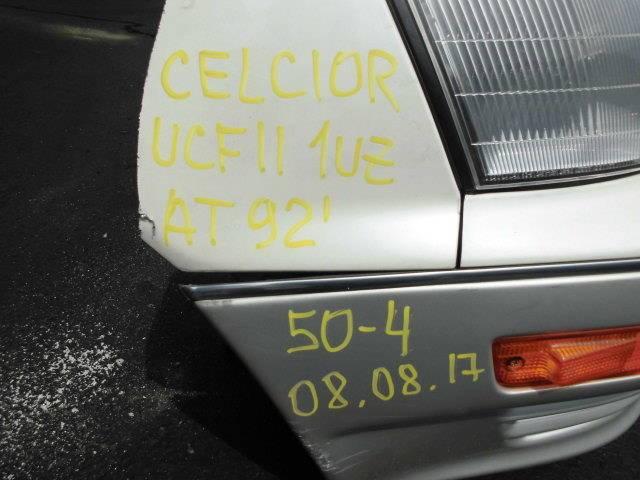 CELCIOR
UCF11 1UZ
AT 92'
50-4
08.08.17